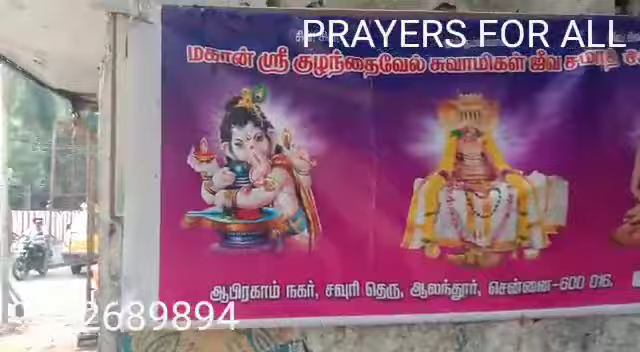 PRAYERS FOR ALL
மகான் ஸ்ரீ குழந்தைவேல் சுவாமிகள் ஜீவ சமாதி
ஆபிரகாம் நகர், சவுரி தெரு, ஆலந்தூர், சென்னை-600 016.
2689894